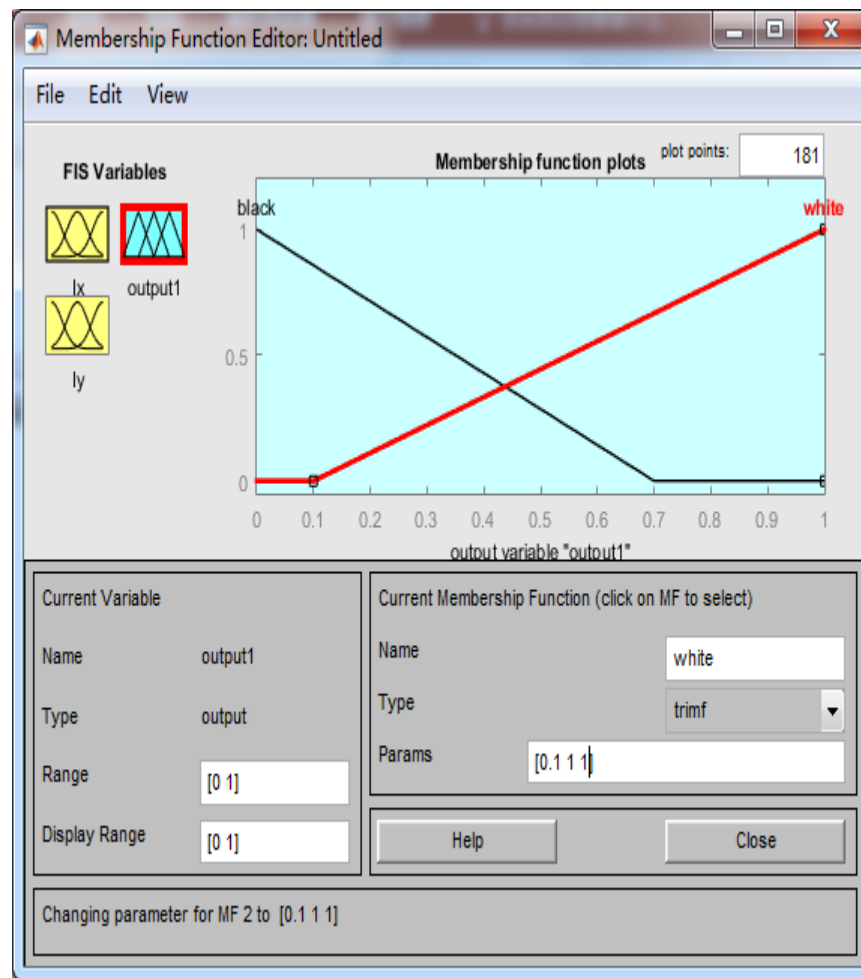 Membership Function Editor: Untitled
File Edit View
FIS Variables
Ix
output1
Iy
Membership function plots
plot points:
181
black
white
1
0.5
0
0 0.1 0.2 0.3 0.4 0.5 0.6 0.7 0.8 0.9 1
output variable "output1"
Current Variable
Name output1
Type output
Range [0 1]
Display Range [0 1]
Current Membership Function (click on MF to select)
Name white
Type trimf
Params [0.1 1 1]
Help Close
Changing parameter for MF 2 to [0.1 1 1]